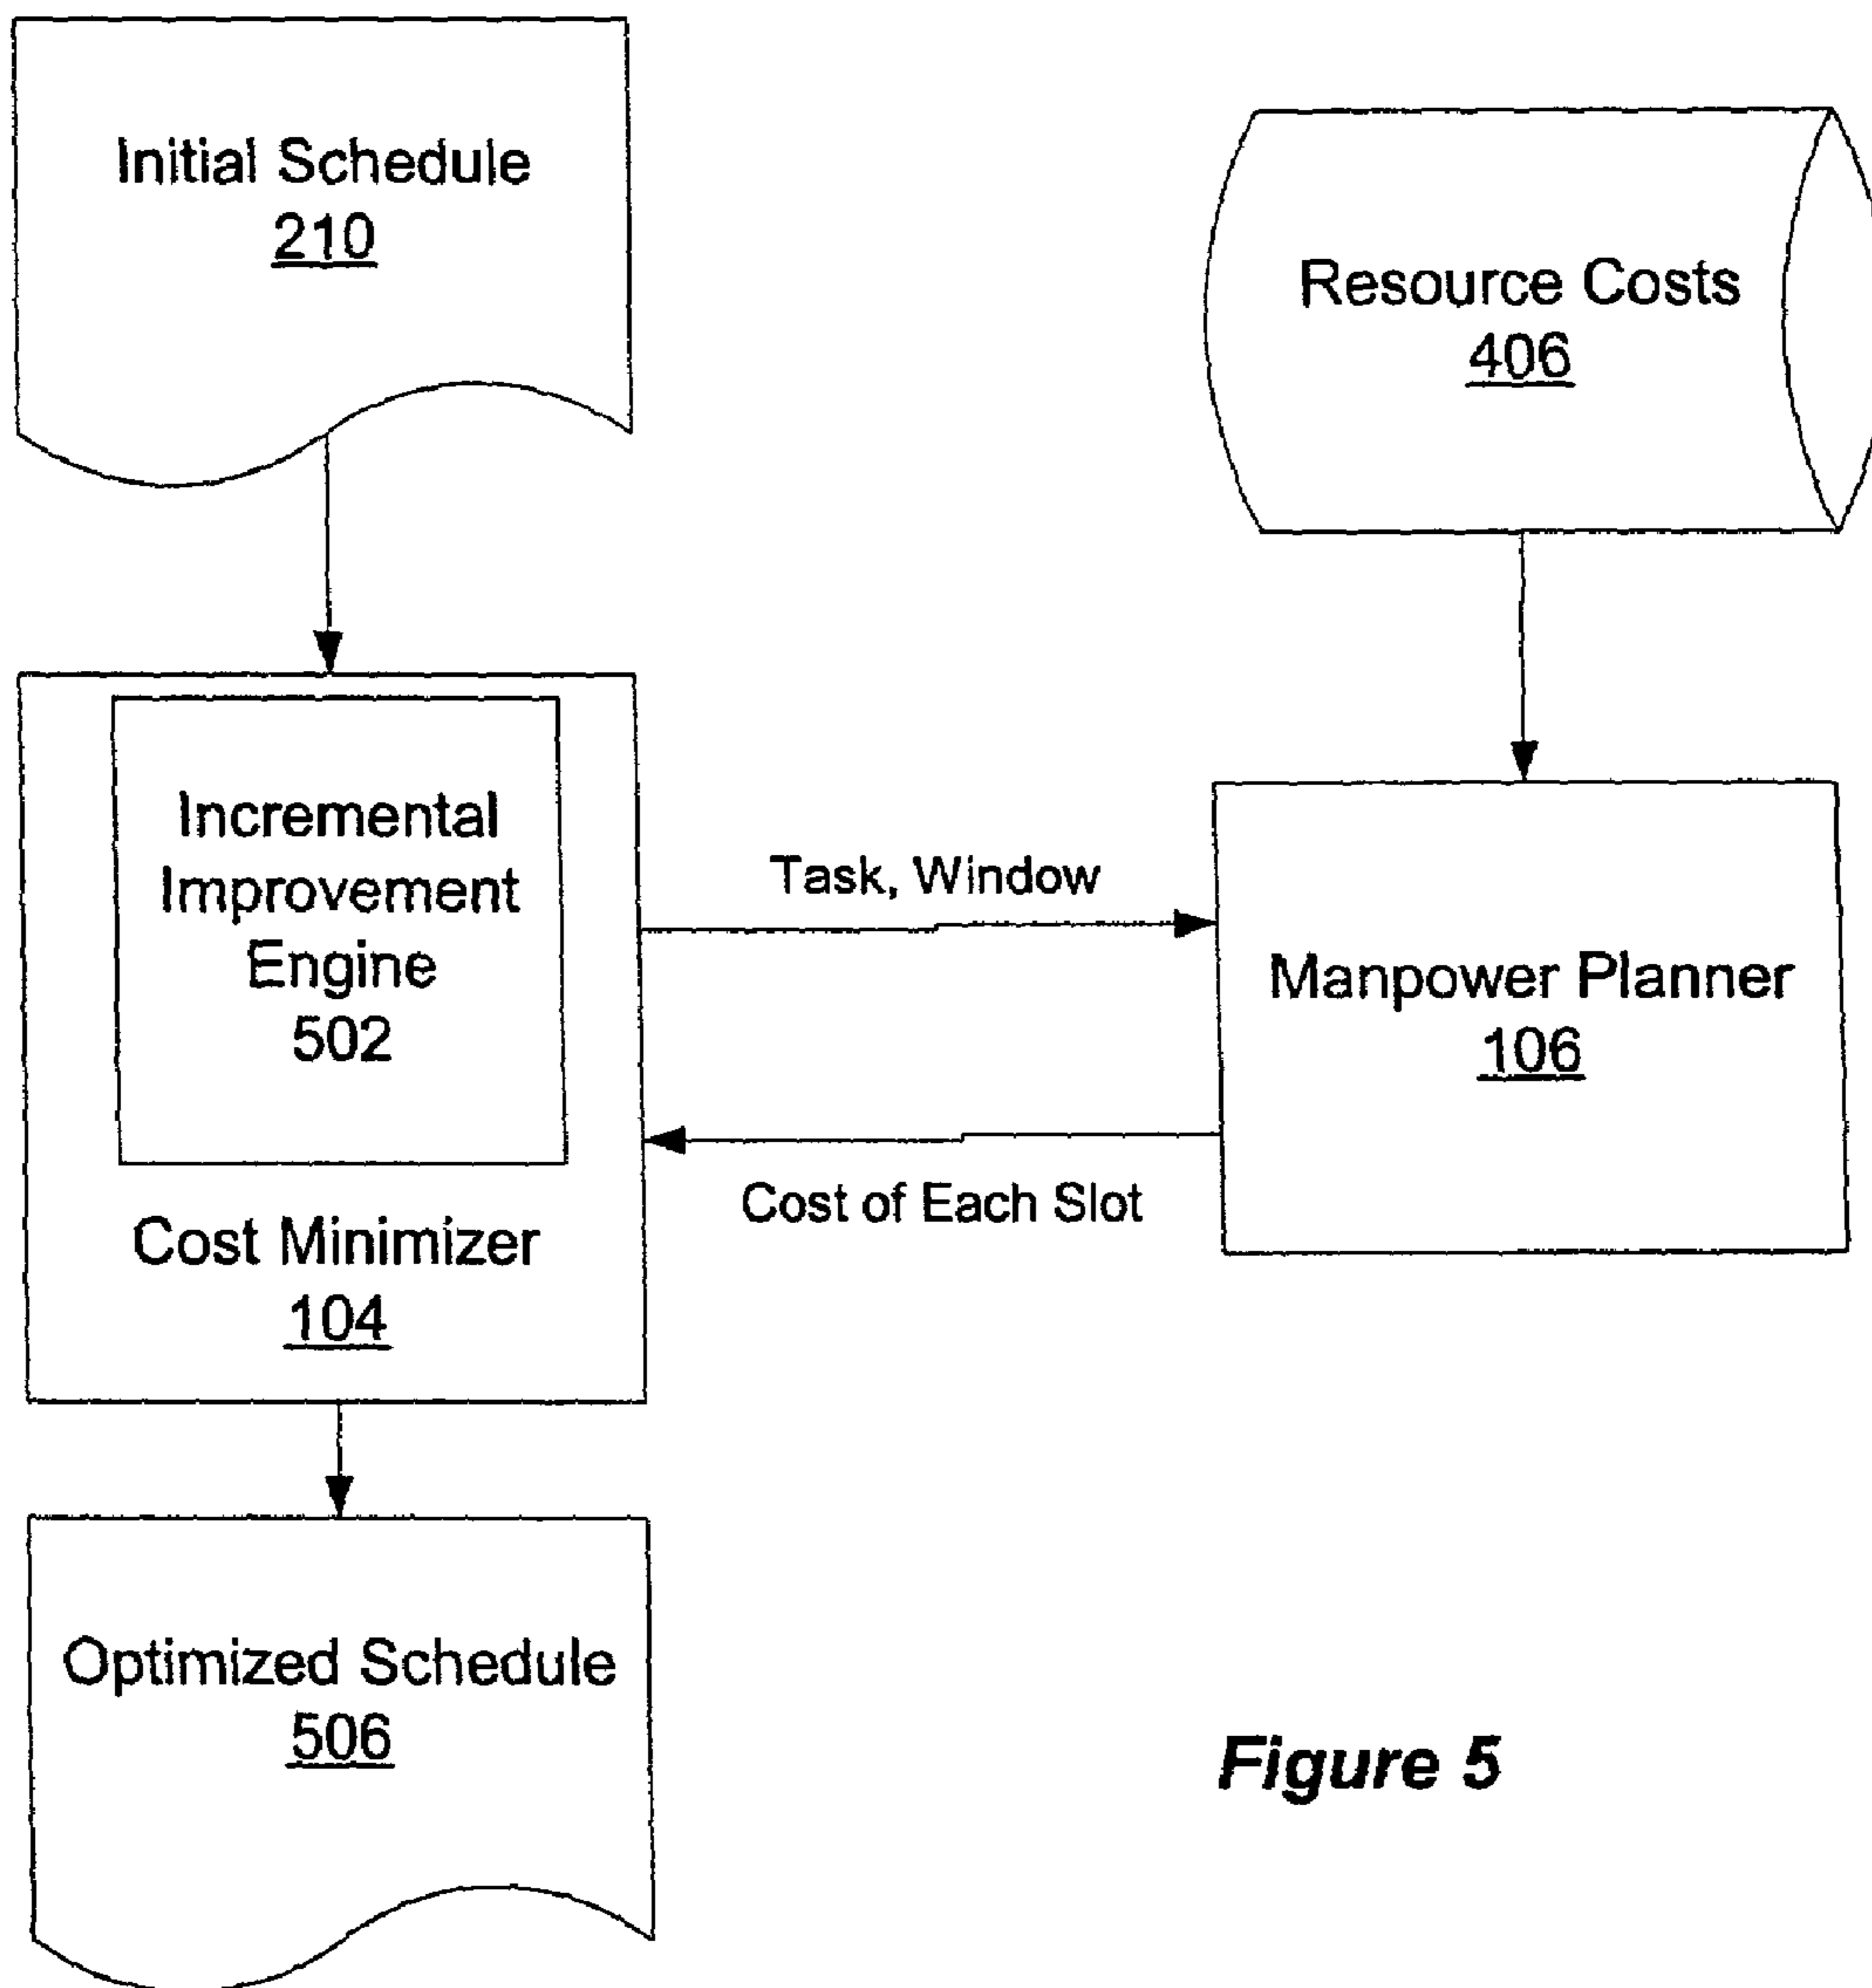 Initial Schedule
210
Resource Costs
406
Incremental
Improvement
Engine
502
Task, Window
Manpower Planner
106
Cost of Each Slot
Cost Minimizer
104
Optimized Schedule
506
Figure 5